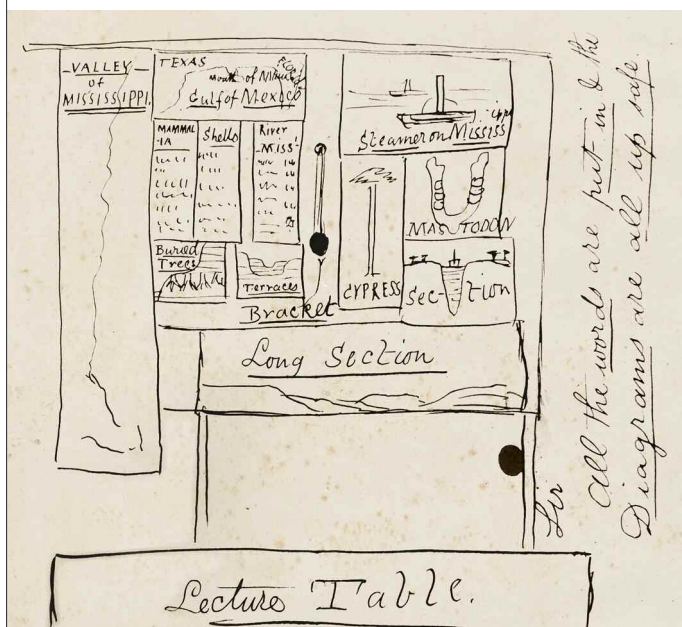 VALLEY
of
MISSISSIPPI.
TEXAS
FLORIDA
Mouth of
Gulf of Mexico
MAMMAL
-IA
Shells
River
-MISS-
Buried
Trees
Terraces
Bracket
Steamer on Mississ
ippi
CYPRESS
MASTODON
Sec- tion
Long Section
Lecture Table.
Sir
All the words are put in & the
Diagrams are all up safe.